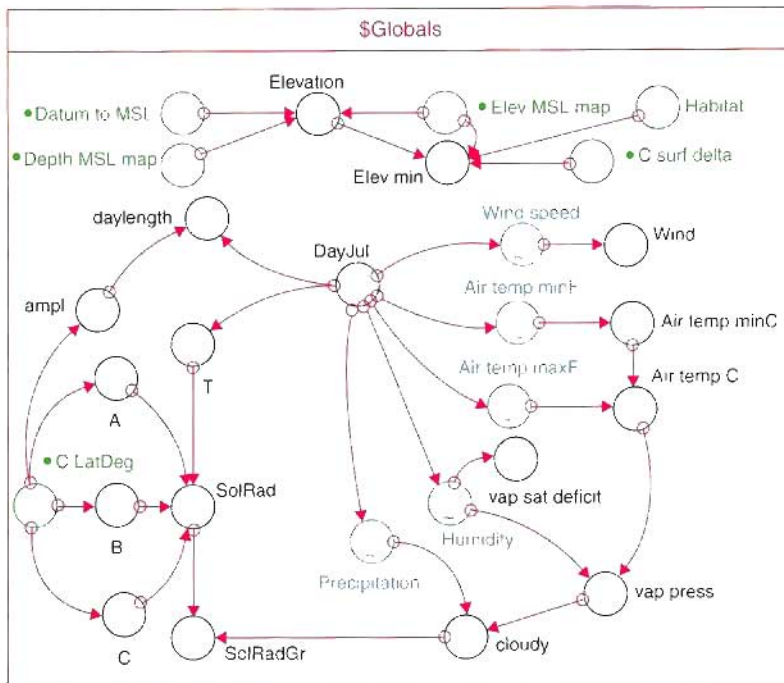 $Globals
Elevation
• Datum to MSL
• Elev MSL map
Habitat
• Depth MSL map
Elev min
• C surf delta
daylength
Wind speed
DayJul
Wind
ampl
Air temp minF
Air temp minC
T
Air temp maxF
Air temp C
A
• C LatDeg
SolRad
vap sat deficit
B
Humidity
Precipitation
vap press
C
SolRadGr
cloudy